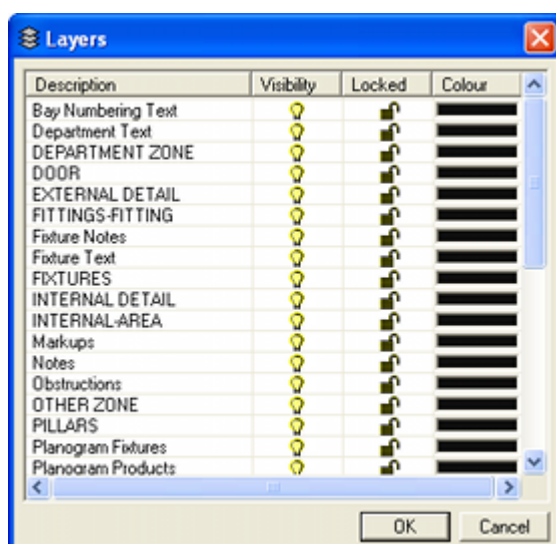 Layers
Description Visibility Locked Colour
Bay Numbering Text
Department Text
DEPARTMENT ZONE
DOOR
EXTERNAL DETAIL
FITTINGS-FITTING
Fixture Notes
Fixture Text
FIXTURES
INTERNAL DETAIL
INTERNAL-AREA
Markups
Notes
Obstructions
OTHER ZONE
PILLARS
Planogram Fixtures
Planogram Products
OK Cancel